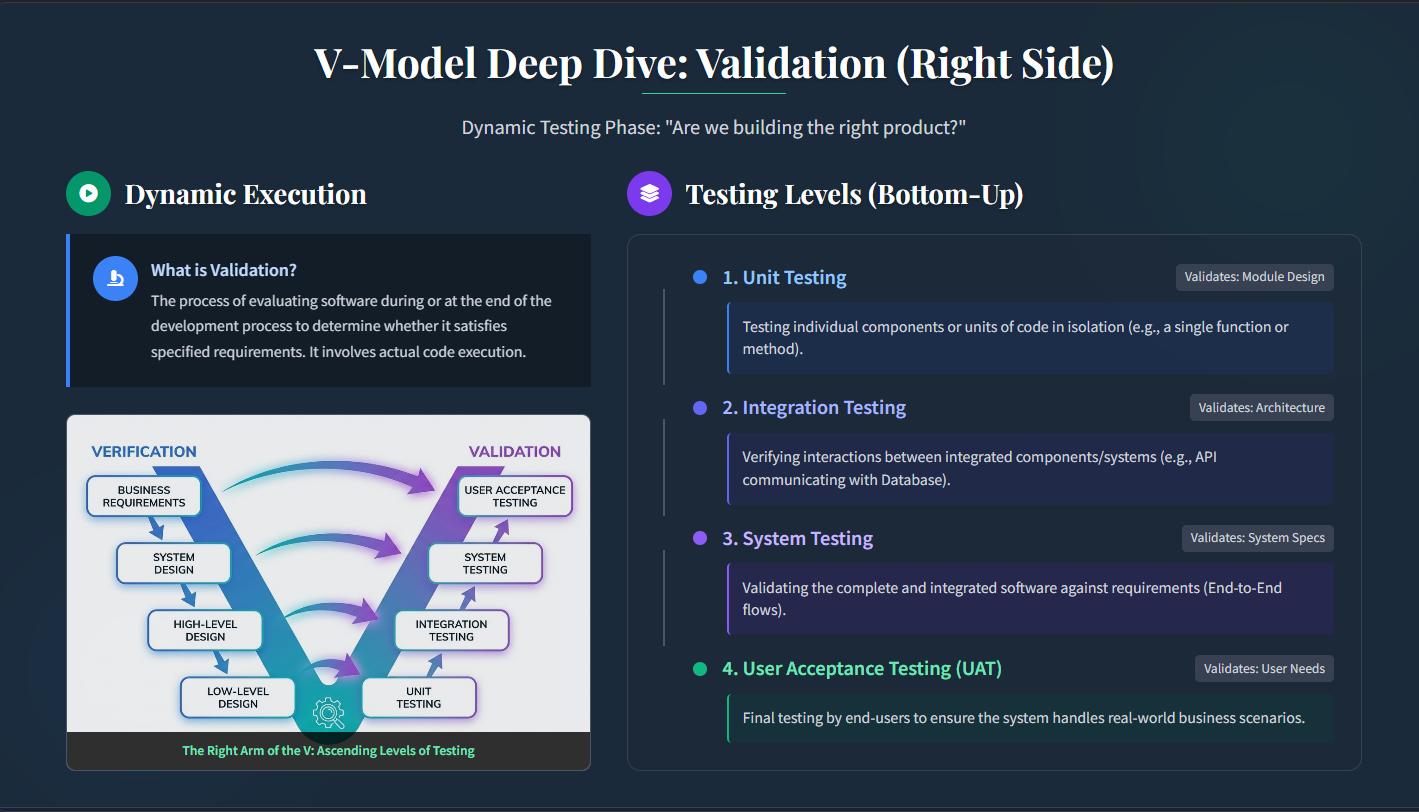 V-Model Deep Dive: Validation (Right Side)
Dynamic Testing Phase: "Are we building the right product?"
Dynamic Execution
What is Validation?
The process of evaluating software during or at the end of the
development process to determine whether it satisfies
specified requirements. It involves actual code execution.
VERIFICATION
VALIDATION
BUSINESS
REQUIREMENTS
USER ACCEPTANCE
TESTING
SYSTEM
DESIGN
SYSTEM
TESTING
HIGH-LEVEL
DESIGN
INTEGRATION
TESTING
LOW-LEVEL
DESIGN
UNIT
TESTING
The Right Arm of the V: Ascending Levels of Testing
Testing Levels (Bottom-Up)
1. Unit Testing
Validates: Module Design
Testing individual components or units of code in isolation (e.g., a single function or
method).
2. Integration Testing
Validates: Architecture
Verifying interactions between integrated components/systems (e.g., API
communicating with Database).
3. System Testing
Validates: System Specs
Validating the complete and integrated software against requirements (End-to-End
flows).
4. User Acceptance Testing (UAT)
Validates: User Needs
Final testing by end-users to ensure the system handles real-world business scenarios.